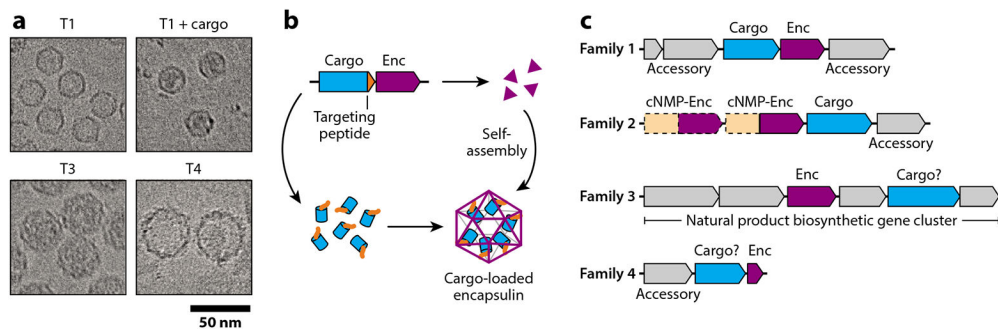 a
T1
T1 + cargo
T3
T4
50 nm
b
Cargo
Enc
Targeting
peptide
Self-
assembly
Cargo-loaded
encapsulin
c
Family 1
Cargo
Enc
Accessory
Accessory
Family 2
cNMP-Enc
cNMP-Enc
Cargo
Accessory
Family 3
Enc
Cargo?
Natural product biosynthetic gene cluster
Family 4
Cargo?
Enc
Accessory